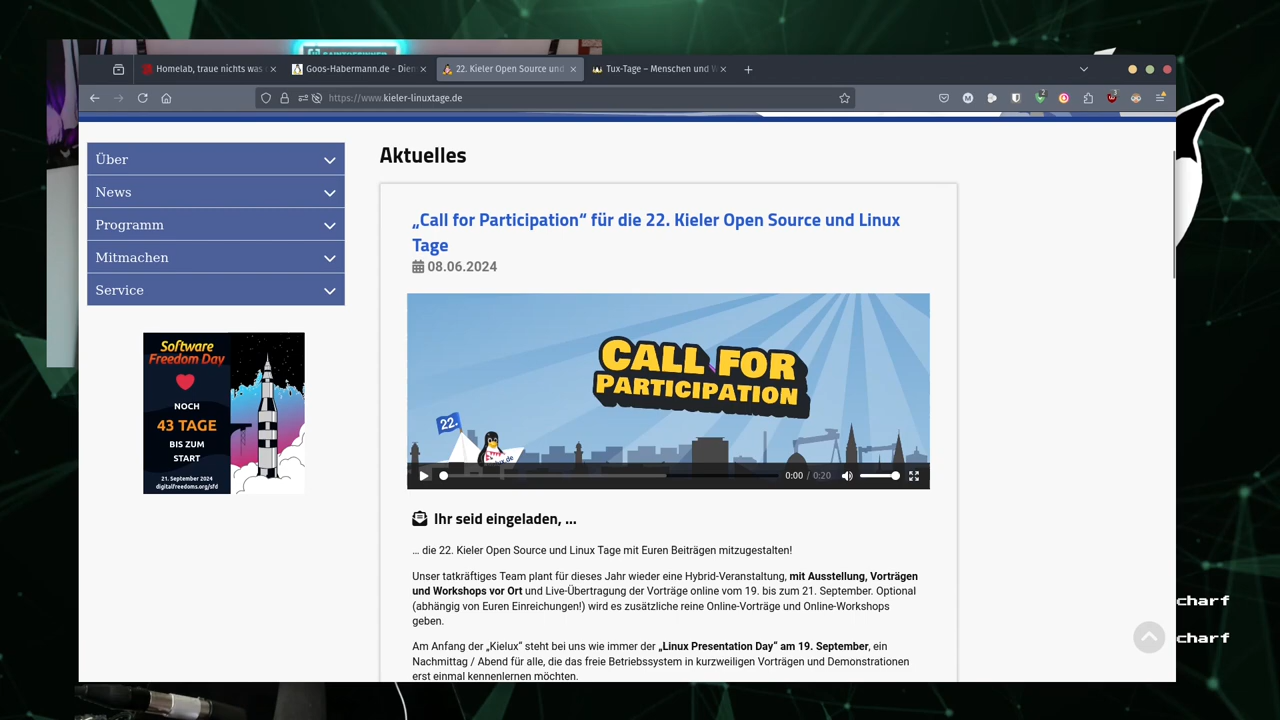 Homelab, traue nichts was
Goos-Habermann.de - Dien
22. Kieler Open Source und
Tux-Tage – Menschen und W
https://www.kieler-linuxtage.de
Über
News
Programm
Mitmachen
Service
Software
Freedom Day
NOCH
43 TAGE
BIS ZUM
START
21. September 2024
digitalfreedoms.org/sfd
Aktuelles
„Call for Participation“ für die 22. Kieler Open Source und Linux
Tage
08.06.2024
CALL FOR
PARTICIPATION
22.
0:00 / 0:20
Ihr seid eingeladen, ...
... die 22. Kieler Open Source und Linux Tage mit Euren Beiträgen mitzugestalten!
Unser tatkräftiges Team plant für dieses Jahr wieder eine Hybrid-Veranstaltung, mit Ausstellung, Vorträgen
und Workshops vor Ort und Live-Übertragung der Vorträge online vom 19. bis zum 21. September. Optional
(abhängig von Euren Einreichungen!) wird es zusätzliche reine Online-Vorträge und Online-Workshops
geben.
Am Anfang der „Kielux“ steht bei uns wie immer der „Linux Presentation Day“ am 19. September, ein
Nachmittag / Abend für alle, die das freie Betriebssystem in kurzweiligen Vorträgen und Demonstrationen
erst einmal kennenlernen möchten.
charf
charf